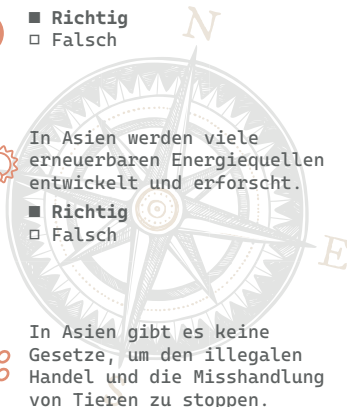 ■ Richtig
□ Falsch
N
In Asien werden viele
erneuerbaren Energiequellen
entwickelt und erforscht.
■ Richtig
□ Falsch
E
In Asien gibt es keine
Gesetze, um den illegalen
Handel und die Misshandlung
von Tieren zu stoppen.